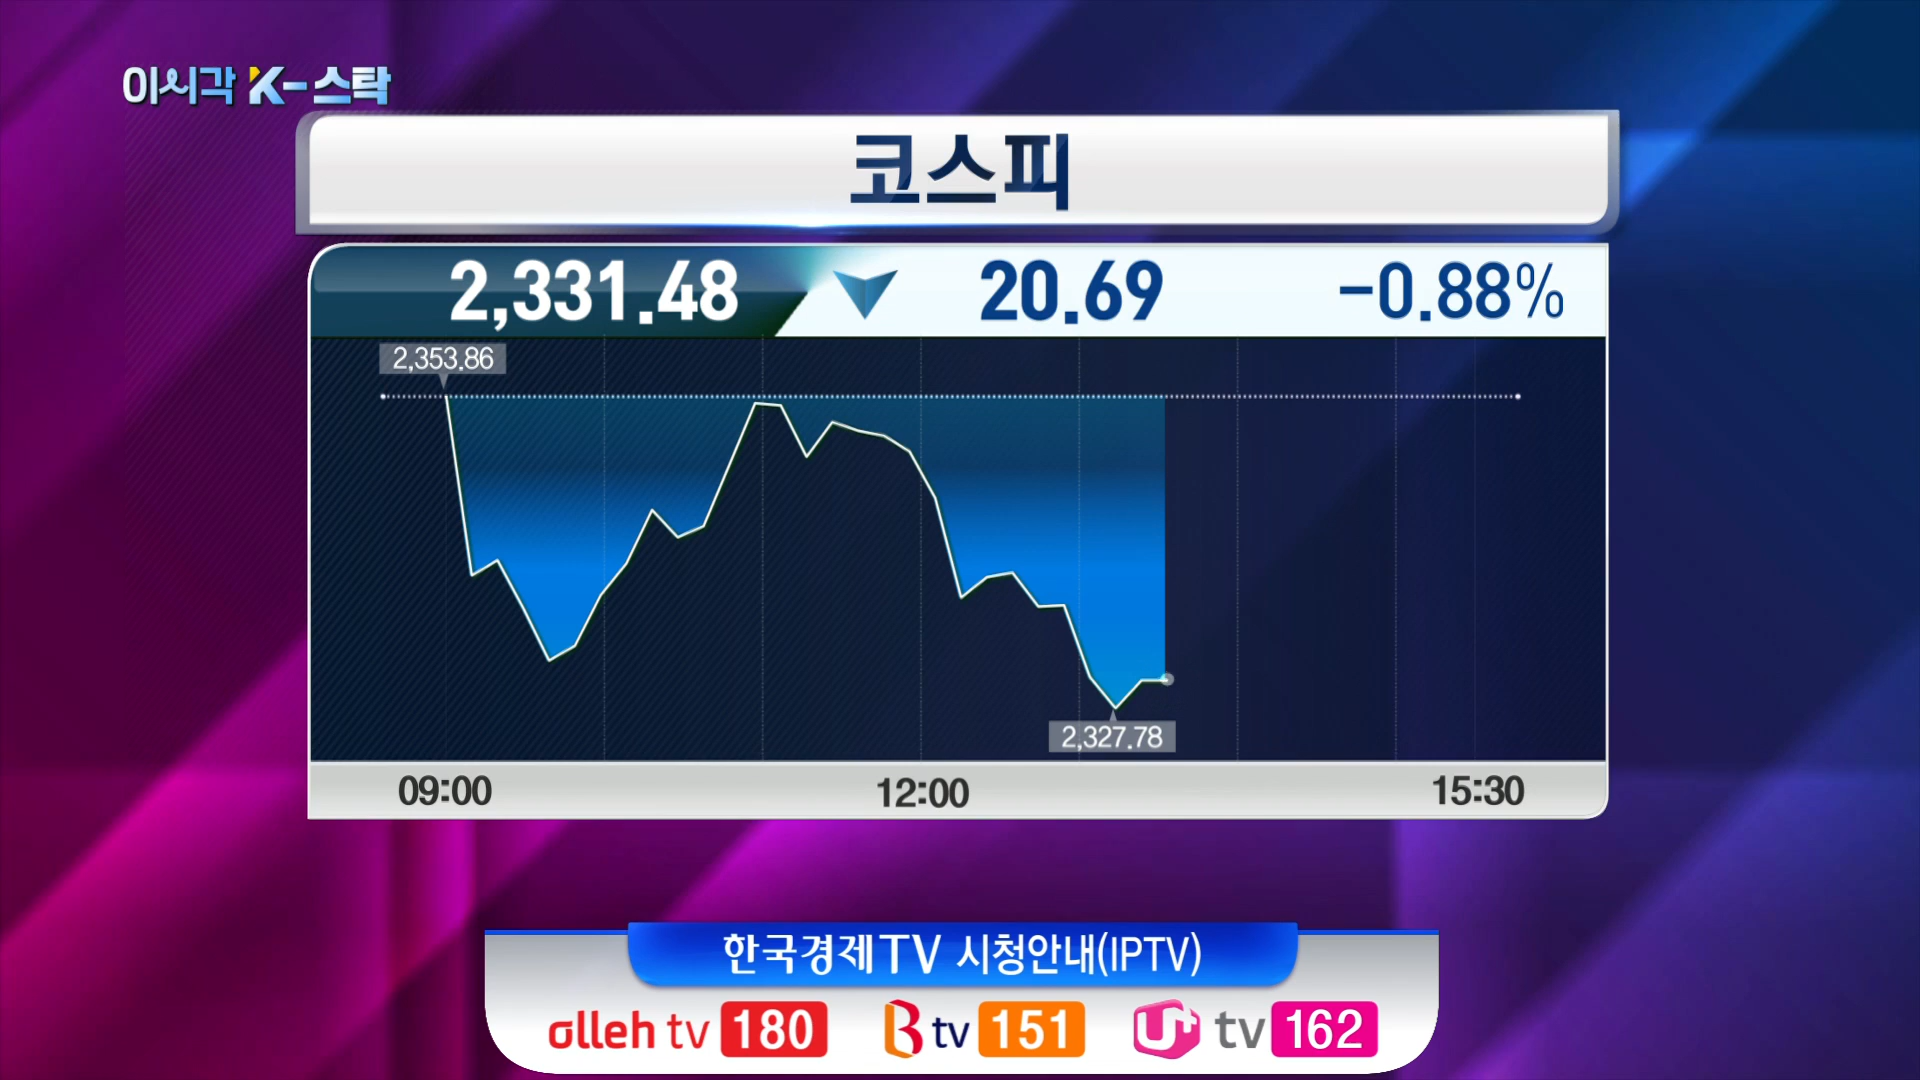 이시각 K-스탁
코스피
2,331.48 20.69 -0.88%
2,353.86
2,327.78
09:00 12:00 15:30
한국경제TV 시청안내(IPTV)
olleh tv 180 B tv 151 U+ tv 162